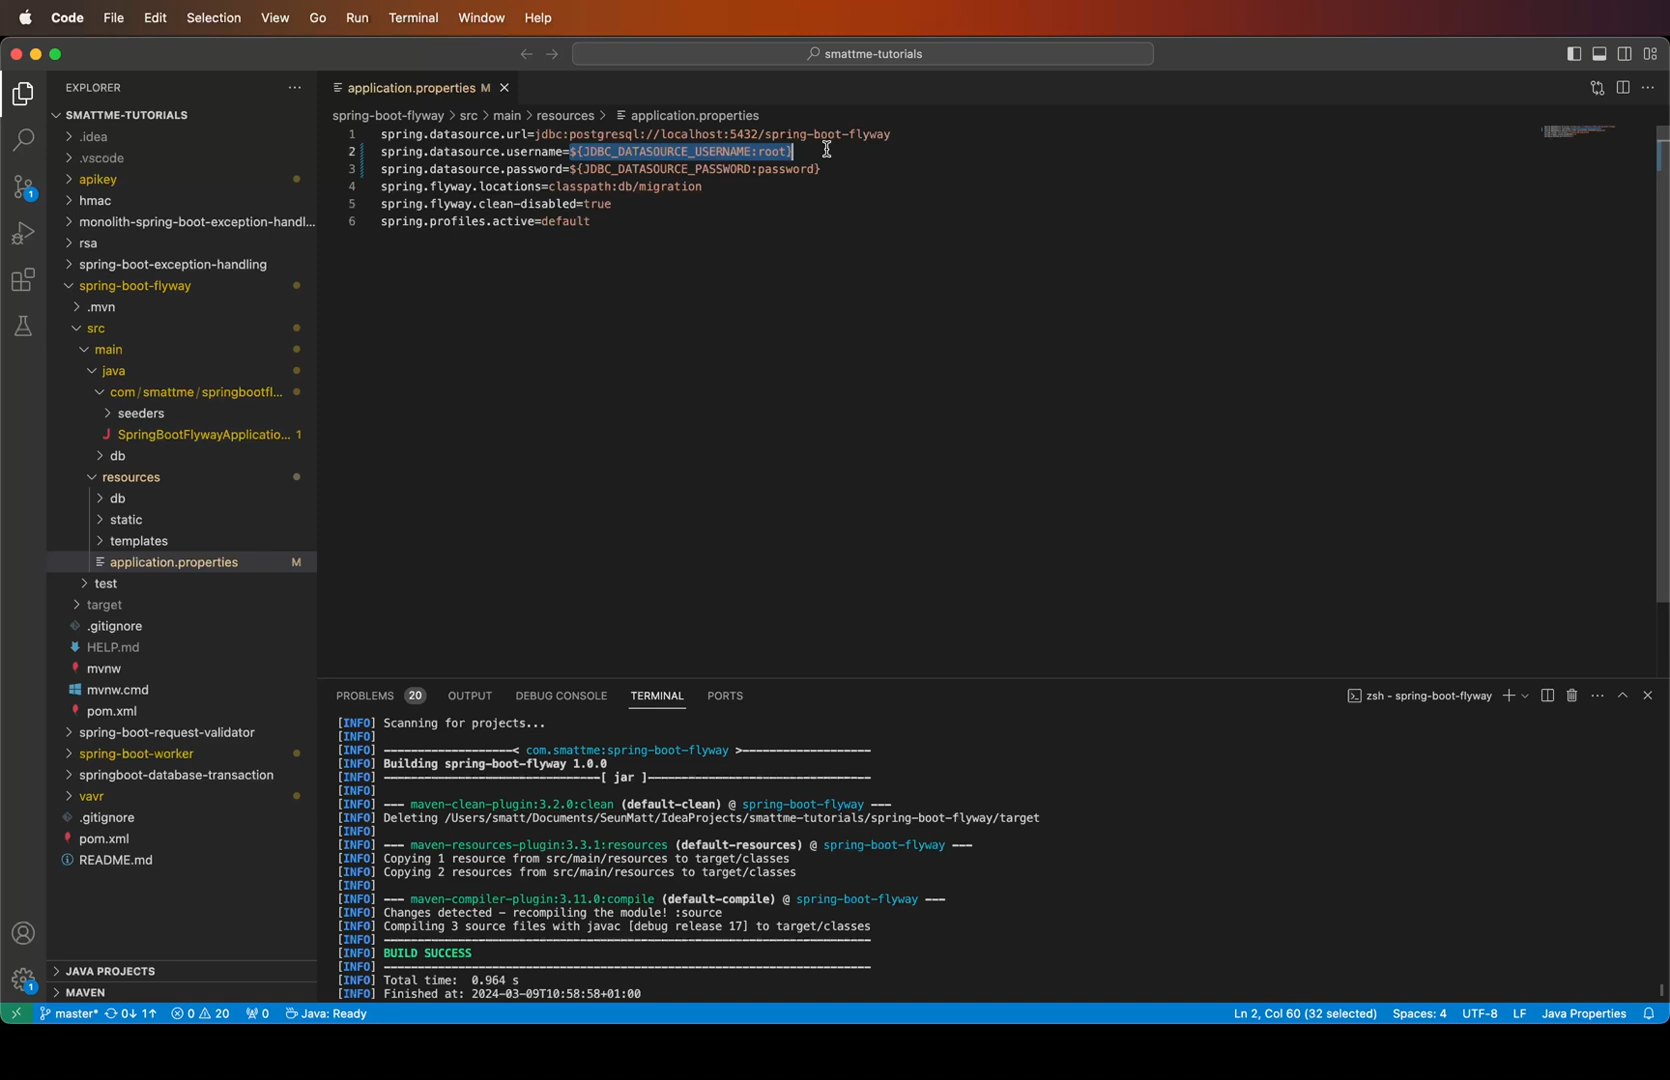 Code File Edit Selection View Go Run Terminal Window Help
smattme-tutorials
EXPLORER
application.properties M
SMATTME-TUTORIALS
.idea
.vscode
apikey
hmac
monolith-spring-boot-exception-handl...
rsa
spring-boot-exception-handling
spring-boot-flyway
.mvn
src
main
java
com/smattme/springbootfl...
seeders
J SpringBootFlywayApplicatio... 1
db
resources
db
static
templates
application.properties M
test
target
.gitignore
HELP.md
mvnw
mvnw.cmd
pom.xml
spring-boot-request-validator
spring-boot-worker
springboot-database-transaction
vavr
.gitignore
pom.xml
README.md
JAVA PROJECTS
MAVEN
1
1
spring-boot-flyway > src > main > resources > application.properties
1 spring.datasource.url=jdbc:postgresql://localhost:5432/spring-boot-flyway
2 spring.datasource.username=${JDBC_DATASOURCE_USERNAME:root}
3 spring.datasource.password=${JDBC_DATASOURCE_PASSWORD:password}
4 spring.flyway.locations=classpath:db/migration
5 spring.flyway.clean-disabled=true
6 spring.profiles.active=default
PROBLEMS 20 OUTPUT DEBUG CONSOLE TERMINAL PORTS zsh - spring-boot-flyway
[INFO] Scanning for projects...
[INFO]
[INFO] -------------------< com.smattme:spring-boot-flyway >-------------------
[INFO] Building spring-boot-flyway 1.0.0
[INFO] --------------------------------[ jar ]---------------------------------
[INFO]
[INFO] --- maven-clean-plugin:3.2.0:clean (default-clean) @ spring-boot-flyway ---
[INFO] Deleting /Users/smatt/Documents/SeunMatt/IdeaProjects/smattme-tutorials/spring-boot-flyway/target
[INFO]
[INFO] --- maven-resources-plugin:3.3.1:resources (default-resources) @ spring-boot-flyway ---
[INFO] Copying 1 resource from src/main/resources to target/classes
[INFO] Copying 2 resources from src/main/resources to target/classes
[INFO]
[INFO] --- maven-compiler-plugin:3.11.0:compile (default-compile) @ spring-boot-flyway ---
[INFO] Changes detected - recompiling the module! :source
[INFO] Compiling 3 source files with javac [debug release 17] to target/classes
[INFO] ------------------------------------------------------------------------
[INFO] BUILD SUCCESS
[INFO] ------------------------------------------------------------------------
[INFO] Total time: 0.964 s
[INFO] Finished at: 2024-03-09T10:58:58+01:00
master* 0↓ 1↑ 0 20 0 Java: Ready Ln 2, Col 60 (32 selected) Spaces: 4 UTF-8 LF Java Properties